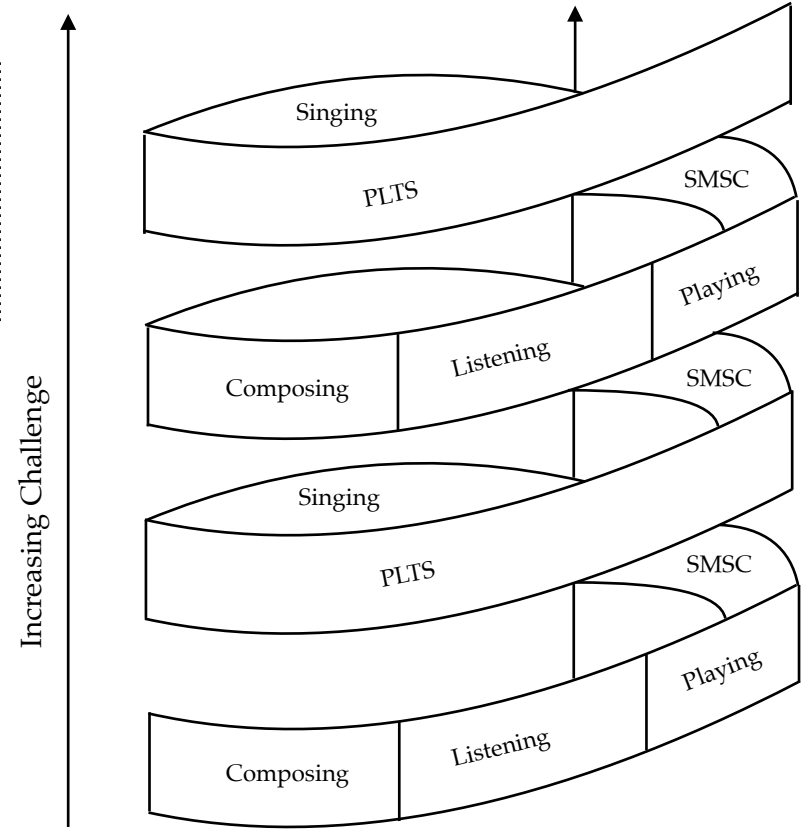 Singing
PLTS
SMSC
Playing
Listening
Composing
SMSC
Singing
PLTS
SMSC
Playing
Listening
Composing
Increasing Challenge